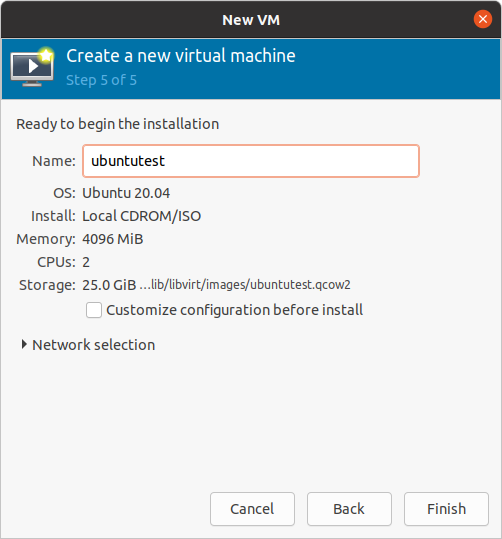 New VM
Create a new virtual machine
Step 5 of 5
Ready to begin the installation
Name: ubuntutest
OS: Ubuntu 20.04
Install: Local CDROM/ISO
Memory: 4096 MiB
CPUs: 2
Storage: 25.0 GiB ...lib/libvirt/images/ubuntutest.qcow2
Customize configuration before install
Network selection
Cancel Back Finish